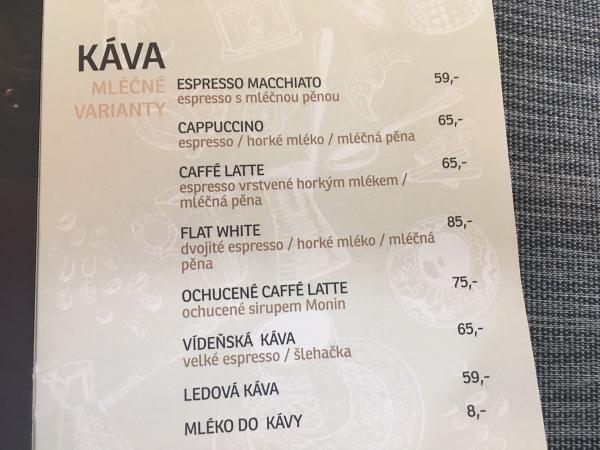 KÁVA
MLÉČNÉ
VARIANTY
ESPRESSO MACCHIATO 59,-
espresso s mléčnou pěnou
CAPPUCCINO 65,-
espresso / horké mléko / mléčná pěna
CAFFÉ LATTE 65,-
espresso vrstvené horkým mlékem /
mléčná pěna
FLAT WHITE 85,-
dvojité espresso / horké mléko / mléčná
pěna
OCHUCENÉ CAFFÉ LATTE 75,-
ochucené sirupem Monin
VÍDEŇSKÁ KÁVA 65,-
velké espresso / šlehačka
LEDOVÁ KÁVA 59,-
MLÉKO DO KÁVY 8,-